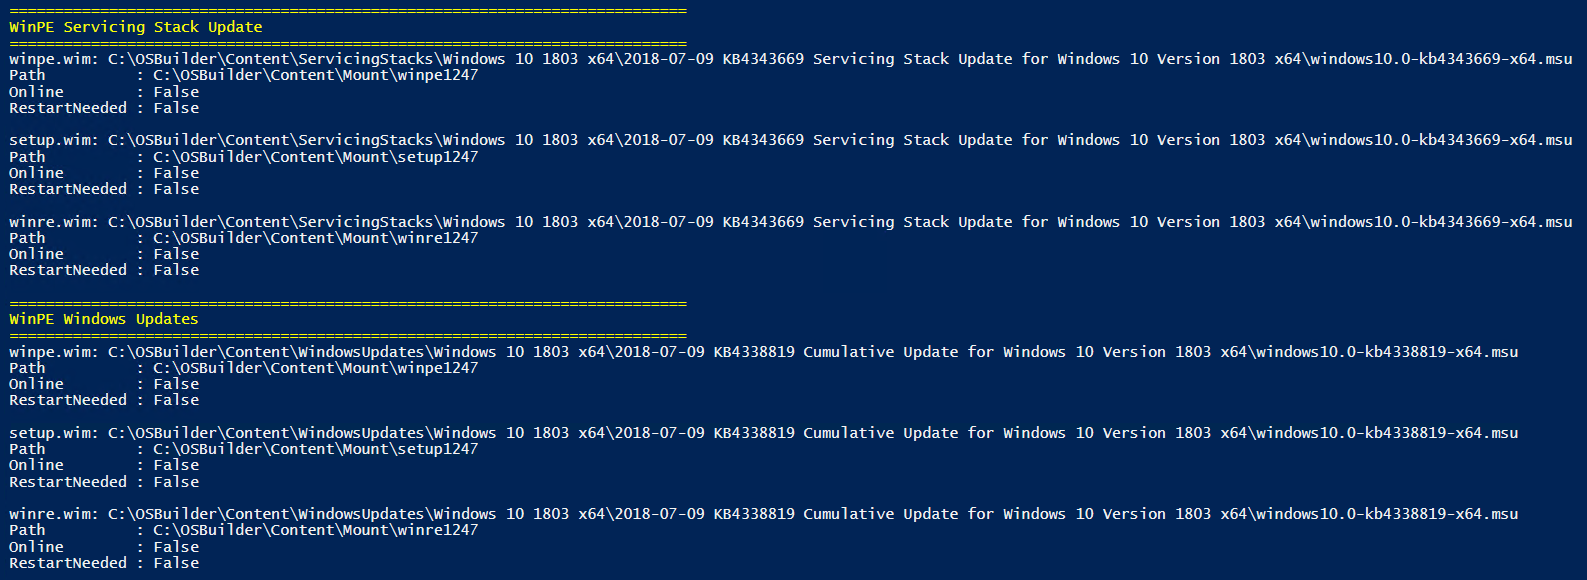 ===========================================================================
WinPE Servicing Stack Update
===========================================================================
winpe.wim: C:\OSBuilder\Content\ServicingStacks\Windows 10 1803 x64\2018-07-09 KB4343669 Servicing Stack Update for Windows 10 Version 1803 x64\windows10.0-kb4343669-x64.msu
Path          : C:\OSBuilder\Content\Mount\winpe1247
Online        : False
RestartNeeded : False

setup.wim: C:\OSBuilder\Content\ServicingStacks\Windows 10 1803 x64\2018-07-09 KB4343669 Servicing Stack Update for Windows 10 Version 1803 x64\windows10.0-kb4343669-x64.msu
Path          : C:\OSBuilder\Content\Mount\setup1247
Online        : False
RestartNeeded : False

winre.wim: C:\OSBuilder\Content\ServicingStacks\Windows 10 1803 x64\2018-07-09 KB4343669 Servicing Stack Update for Windows 10 Version 1803 x64\windows10.0-kb4343669-x64.msu
Path          : C:\OSBuilder\Content\Mount\winre1247
Online        : False
RestartNeeded : False

===========================================================================
WinPE Windows Updates
===========================================================================
winpe.wim: C:\OSBuilder\Content\WindowsUpdates\Windows 10 1803 x64\2018-07-09 KB4338819 Cumulative Update for Windows 10 Version 1803 x64\windows10.0-kb4338819-x64.msu
Path          : C:\OSBuilder\Content\Mount\winpe1247
Online        : False
RestartNeeded : False

setup.wim: C:\OSBuilder\Content\WindowsUpdates\Windows 10 1803 x64\2018-07-09 KB4338819 Cumulative Update for Windows 10 Version 1803 x64\windows10.0-kb4338819-x64.msu
Path          : C:\OSBuilder\Content\Mount\setup1247
Online        : False
RestartNeeded : False

winre.wim: C:\OSBuilder\Content\WindowsUpdates\Windows 10 1803 x64\2018-07-09 KB4338819 Cumulative Update for Windows 10 Version 1803 x64\windows10.0-kb4338819-x64.msu
Path          : C:\OSBuilder\Content\Mount\winre1247
Online        : False
RestartNeeded : False